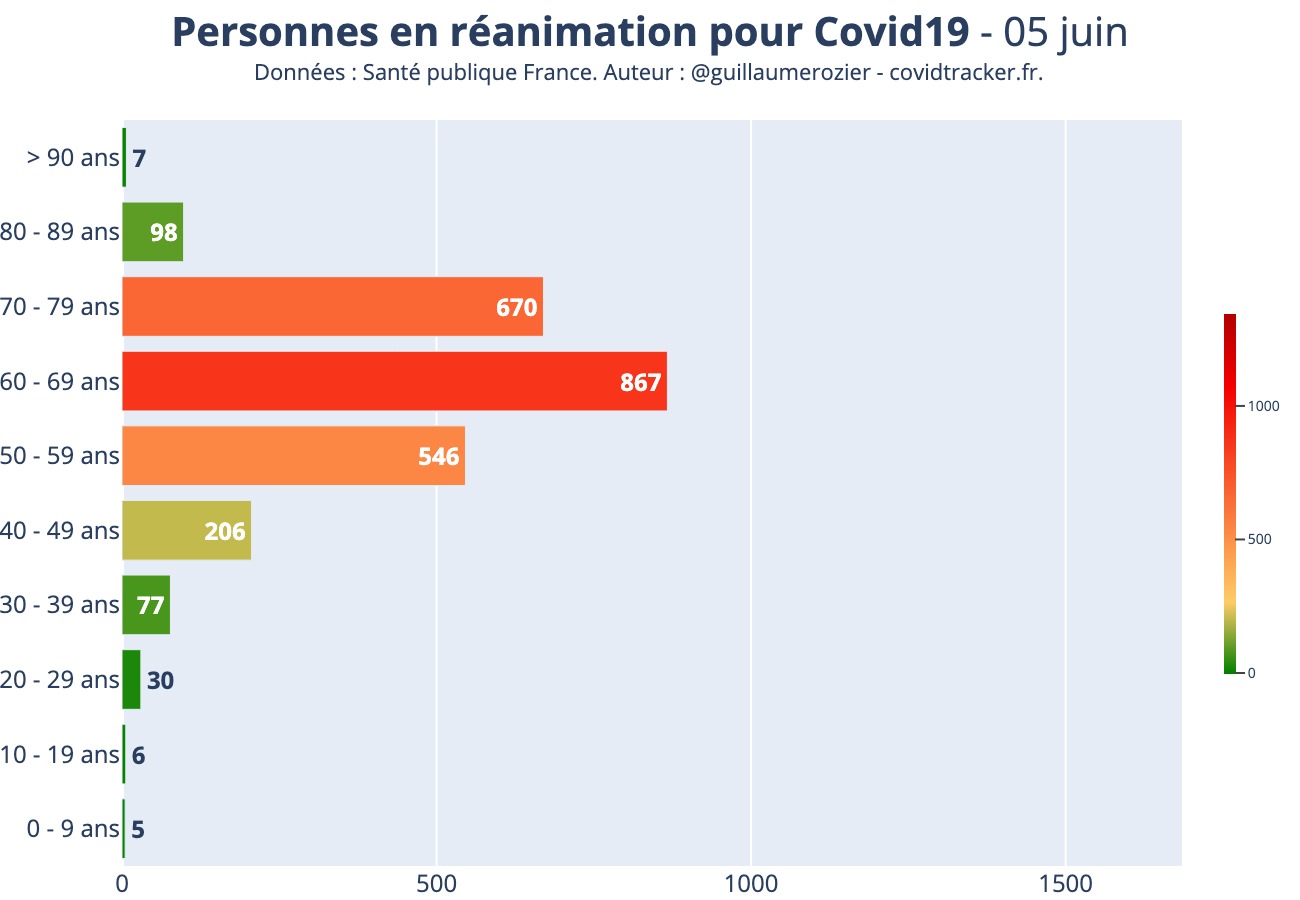 Personnes en réanimation pour Covid19 - 05 juin
Données : Santé publique France. Auteur : @guillaumerozier - covidtracker.fr.
> 90 ans 7
80 - 89 ans 98
70 - 79 ans 670
60 - 69 ans 867
50 - 59 ans 546
40 - 49 ans 206
30 - 39 ans 77
20 - 29 ans 30
10 - 19 ans 6
0 - 9 ans 5
0 500 1000 1500
1000
500
0